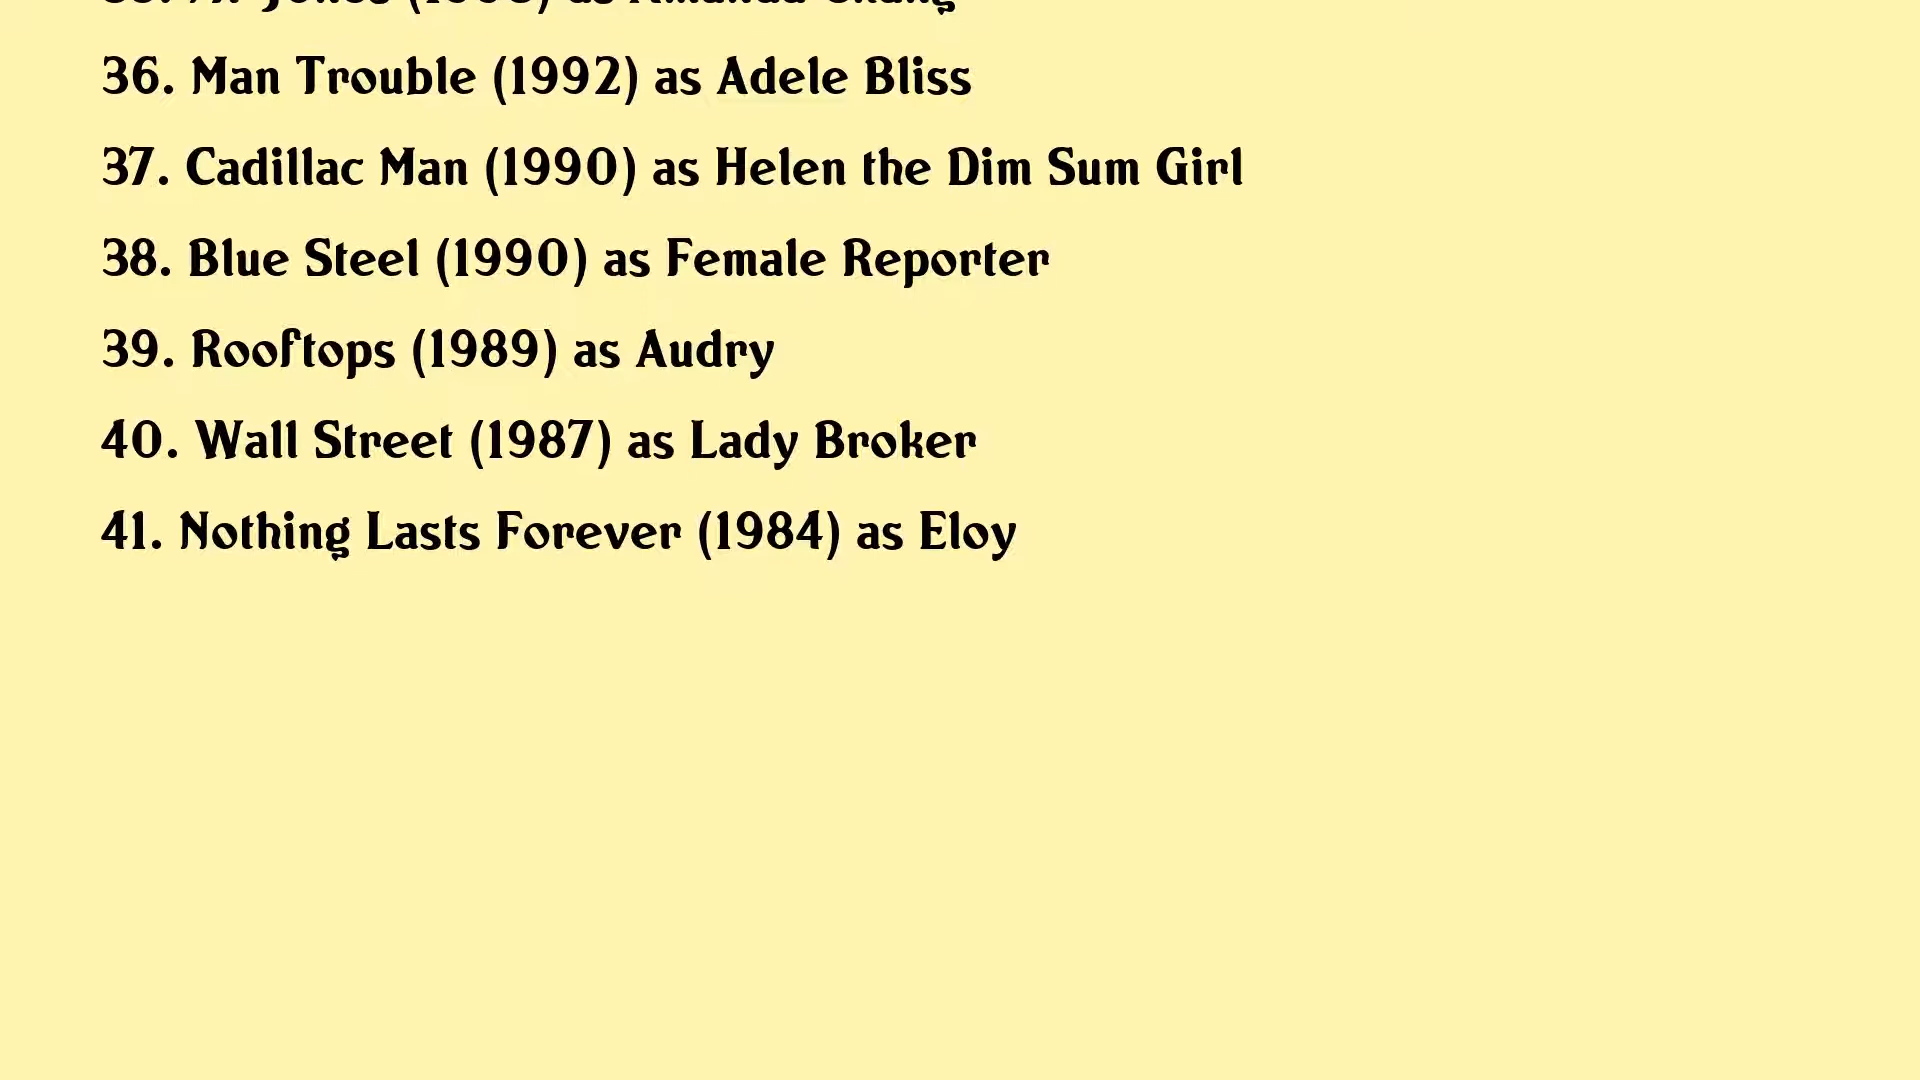 36. Man Trouble (1992) as Adele Bliss
37. Cadillac Man (1990) as Helen the Dim Sum Girl
38. Blue Steel (1990) as Female Reporter
39. Rooftops (1989) as Audry
40. Wall Street (1987) as Lady Broker
41. Nothing Lasts Forever (1984) as Eloy